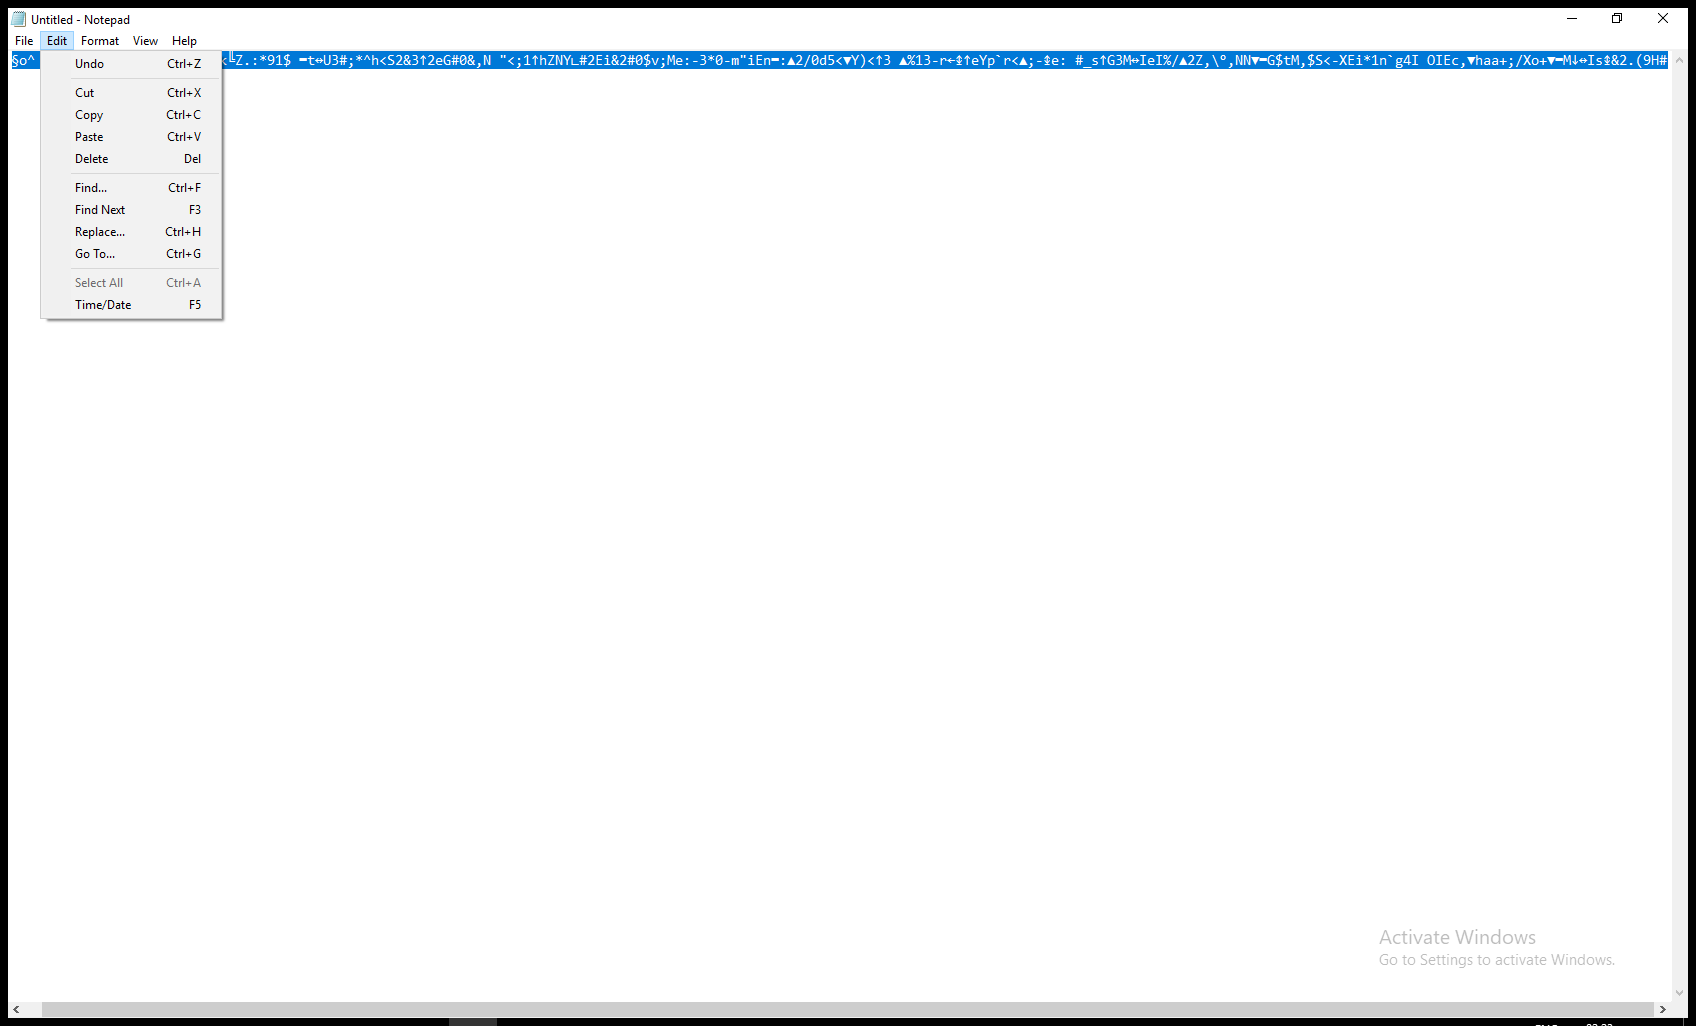 Untitled - Notepad
File Edit Format View Help
§o^ Z.:*91$ ▬t↔U3#;*^h<S2&3↑2eG#0&,N "<;1↑hZNY∟#2Ei&2#0$v;Me:-3*0-m"iEn▬:▲2/0d5<▼Y)<↑3 ▲%13-r←↨↑eYp`r<▲;-↨e: #_s↑G3M↔IeI%/▲2Z,\°,NN▼▬G$tM,$S<-XEi*1n`g4I OIEc,▼haa+;/Xo+▼▬M↓↔Is↨&2.(9H#
Undo Ctrl+Z
Cut Ctrl+X
Copy Ctrl+C
Paste Ctrl+V
Delete Del
Find... Ctrl+F
Find Next F3
Replace... Ctrl+H
Go To... Ctrl+G
Select All Ctrl+A
Time/Date F5
Activate Windows
Go to Settings to activate Windows.